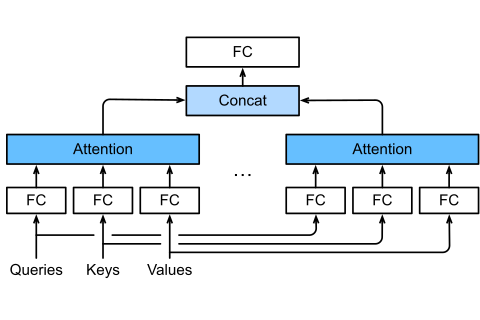 FC
Concat
Attention
Attention
...
FC FC FC FC FC FC
Queries Keys Values